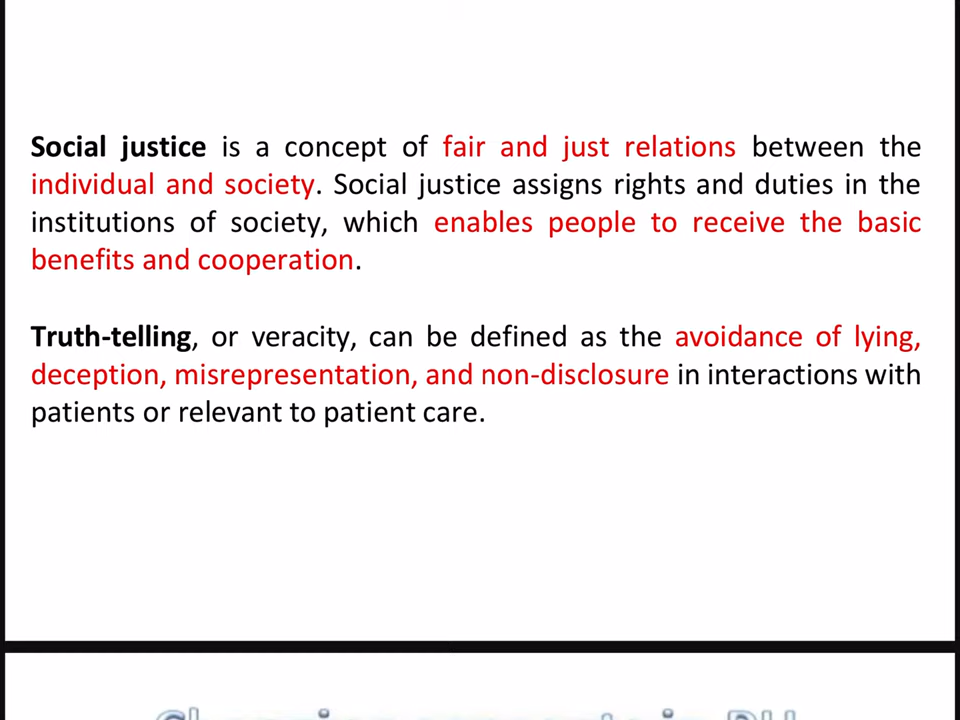 Social justice is a concept of fair and just relations between the
individual and society. Social justice assigns rights and duties in the
institutions of society, which enables people to receive the basic
benefits and cooperation.
Truth-telling, or veracity, can be defined as the avoidance of lying,
deception, misrepresentation, and non-disclosure in interactions with
patients or relevant to patient care.